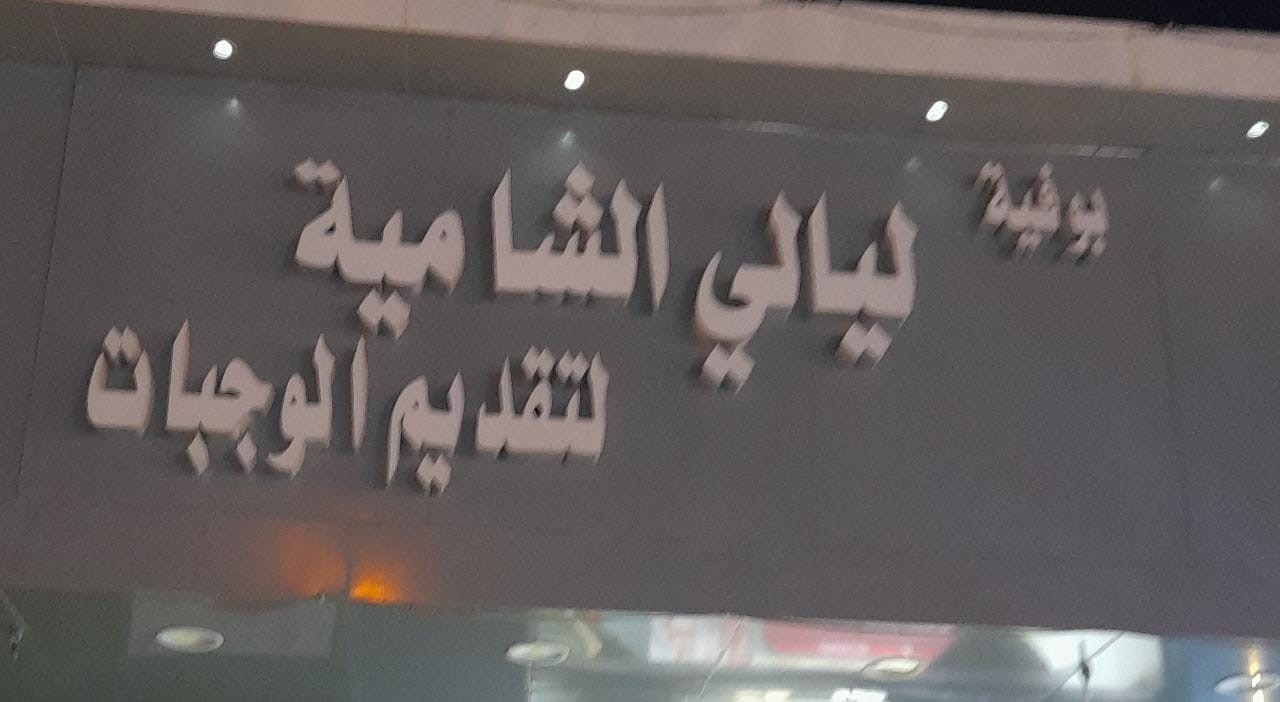 بوفية
ليالي الشامية
لتقديم الوجبات